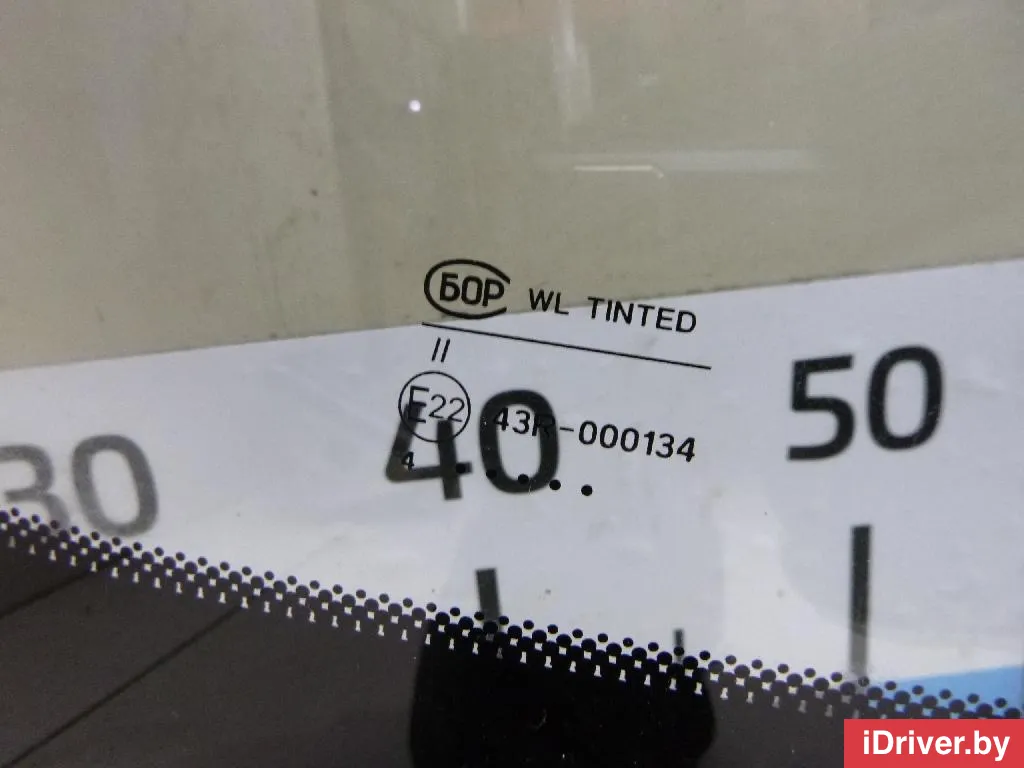 БОР WL TINTED
II
E22 43R-000134
4 . . . . .
30 40 50
iDriver.by